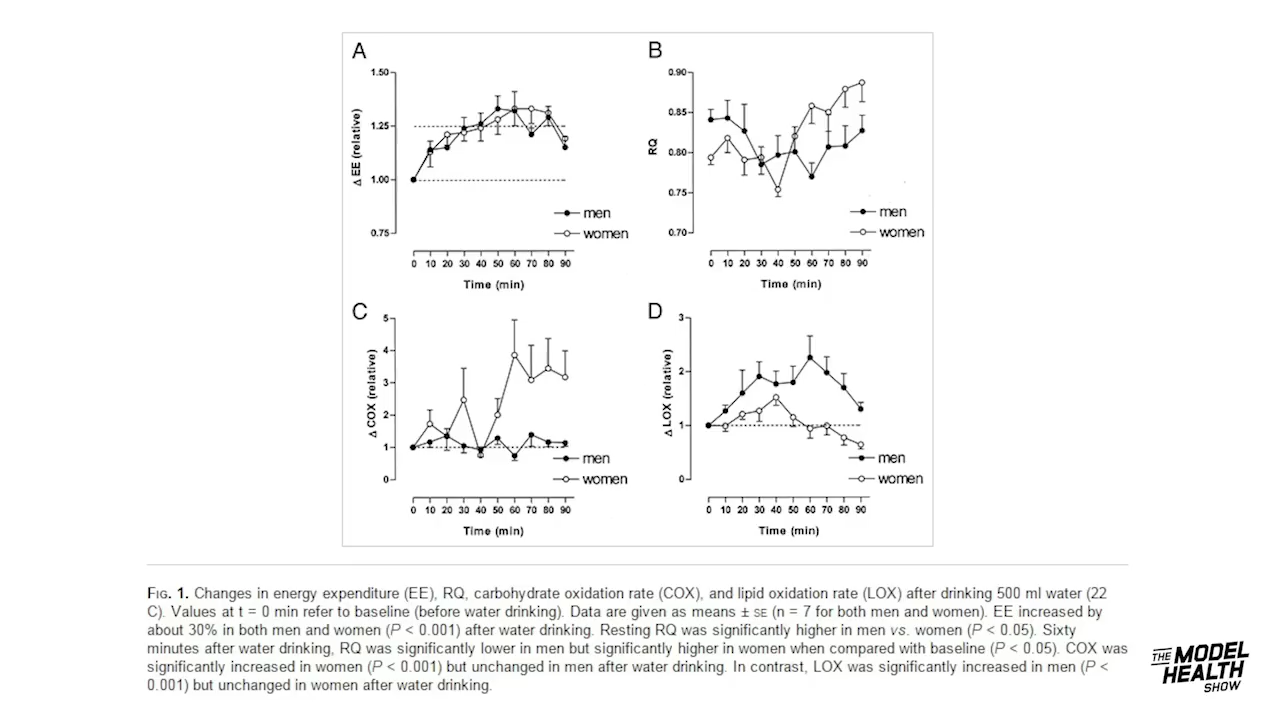 A
1.50
1.25
1.00
0.75
Δ EE (relative)
men
women
0 10 20 30 40 50 60 70 80 90
Time (min)
B
0.90
0.85
0.80
0.75
0.70
RQ
men
women
0 10 20 30 40 50 60 70 80 90
Time (min)
C
5
4
3
2
1
0
Δ COX (relative)
men
women
0 10 20 30 40 50 60 70 80 90
Time (min)
D
3
2
1
0
Δ LOX (relative)
men
women
0 10 20 30 40 50 60 70 80 90
Time (min)
FIG. 1. Changes in energy expenditure (EE), RQ, carbohydrate oxidation rate (COX), and lipid oxidation rate (LOX) after drinking 500 ml water (22
C). Values at t = 0 min refer to baseline (before water drinking). Data are given as means ± SE (n = 7 for both men and women). EE increased by
about 30% in both men and women (P < 0.001) after water drinking. Resting RQ was significantly higher in men vs. women (P < 0.05). Sixty
minutes after water drinking, RQ was significantly lower in men but significantly higher in women when compared with baseline (P < 0.05). COX was
significantly increased in women (P < 0.001) but unchanged in men after water drinking. In contrast, LOX was significantly increased in men (P <
0.001) but unchanged in women after water drinking.
THE MODEL
HEALTH
SHOW